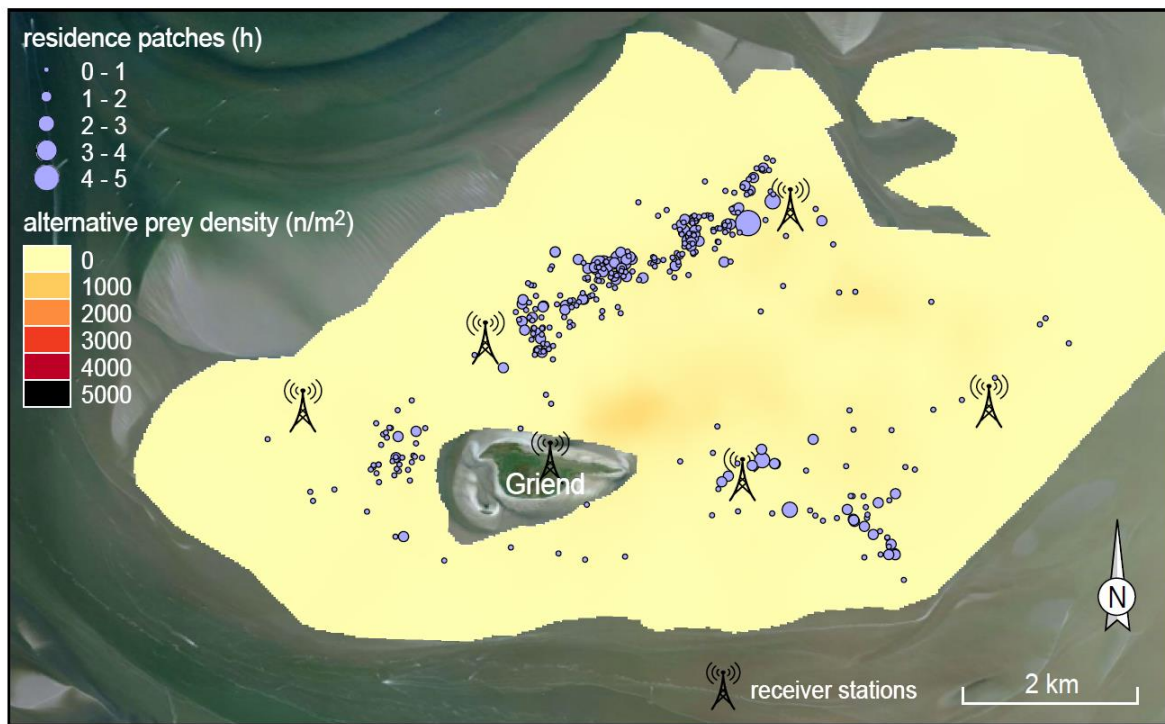 residence patches (h)
0 - 1
1 - 2
2 - 3
3 - 4
4 - 5
alternative prey density (n/m²)
0
1000
2000
3000
4000
5000
Griend
N
receiver stations
2 km